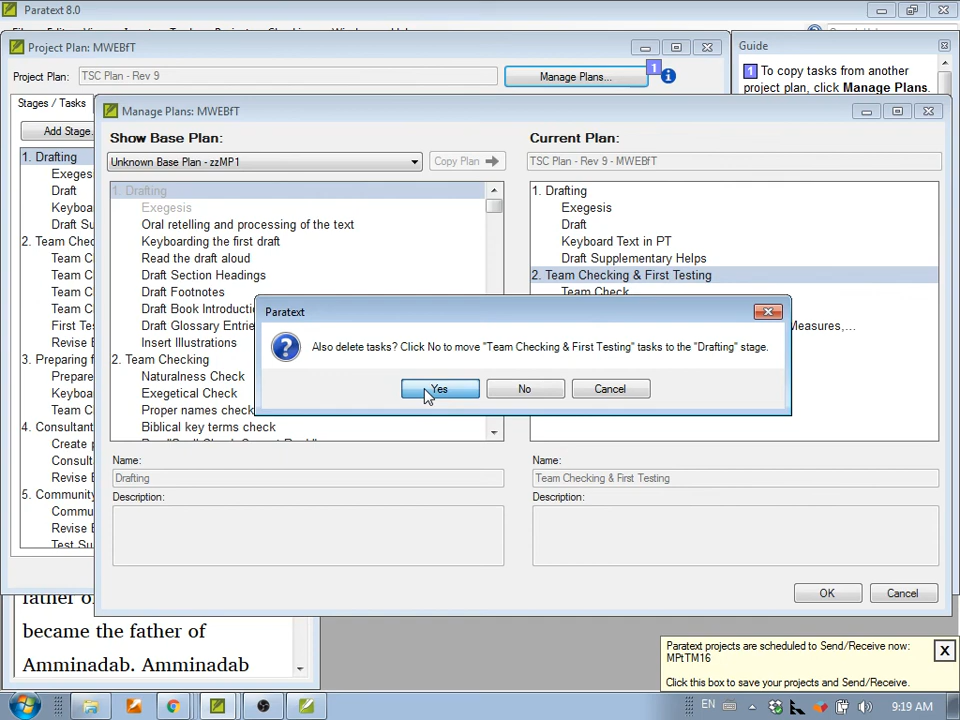 Paratext 8.0
Project Plan: MWEBfT
Guide
Project Plan:
TSC Plan - Rev 9
Manage Plans...
1
1 To copy tasks from another
project plan, click Manage Plans.
Stages / Tasks
Manage Plans: MWEBfT
Add Stage.
Show Base Plan:
Current Plan:
Unknown Base Plan - zzMP1
Copy Plan
TSC Plan - Rev 9 - MWEBfT
1. Drafting
Exeges
Draft
Keyboa
Draft Su
2. Team Chec
Team C
Team C
Team C
First Tes
Team C
3. Preparing f
Prepare
Keyboa
Team C
4. Consultant
Create p
Consult
Revise E
5. Community
Commu
Revise E
Test Su
1. Drafting
Exegesis
Oral retelling and processing of the text
Keyboarding the first draft
Read the draft aloud
Draft Section Headings
Draft Footnotes
Draft Book Introductio
Draft Glossary Entrie
Insert Illustrations
2. Team Checking
Naturalness Check
Exegetical Check
Proper names check
Biblical key terms check
1. Drafting
Exegesis
Draft
Keyboard Text in PT
Draft Supplementary Helps
2. Team Checking & First Testing
Team Check
Measures,...
Paratext
Also delete tasks? Click No to move "Team Checking & First Testing" tasks to the "Drafting" stage.
Yes
No
Cancel
Name:
Drafting
Description:
Name:
Team Checking & First Testing
Description:
OK
Cancel
father of
became the father of
Amminadab. Amminadab
Paratext projects are scheduled to Send/Receive now:
MPtTM16
X
Click this box to save your projects and Send/Receive.
EN
9:19 AM